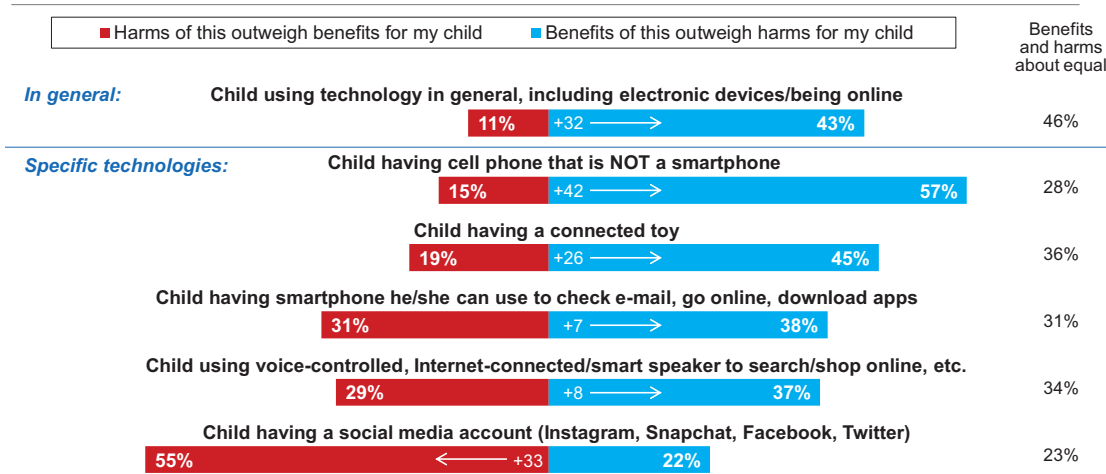 Harms of this outweigh benefits for my child
Benefits of this outweigh harms for my child
Benefits
and harms
about equal
In general:
Child using technology in general, including electronic devices/being online
11% +32 43% 46%
Specific technologies:
Child having cell phone that is NOT a smartphone
15% +42 57% 28%
Child having a connected toy
19% +26 45% 36%
Child having smartphone he/she can use to check e-mail, go online, download apps
31% +7 38% 31%
Child using voice-controlled, Internet-connected/smart speaker to search/shop online, etc.
29% +8 37% 34%
Child having a social media account (Instagram, Snapchat, Facebook, Twitter)
55% +33 22% 23%